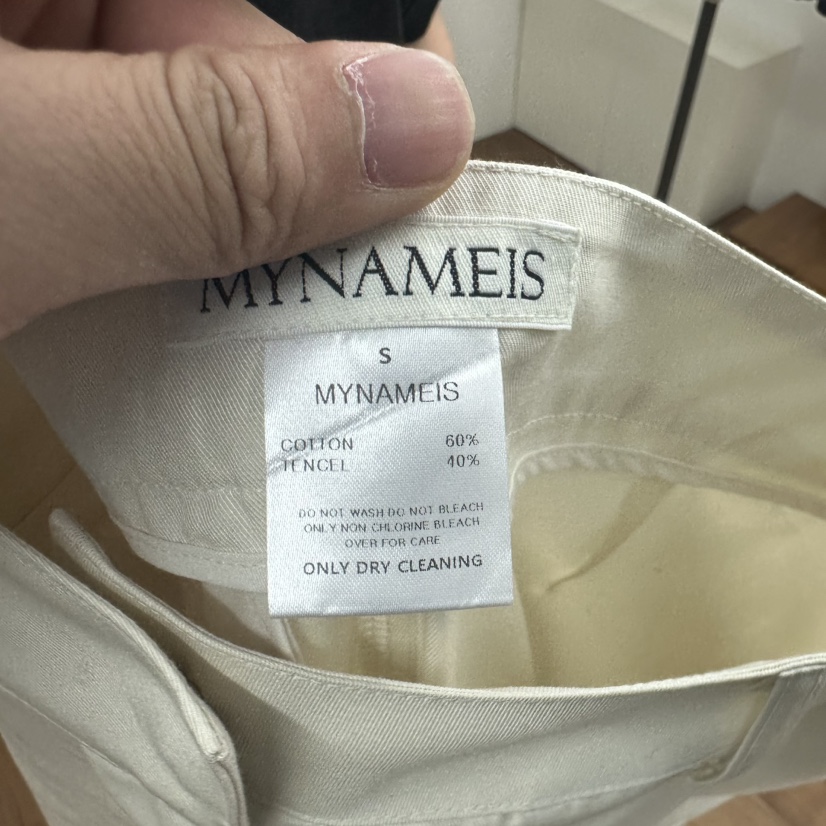 MYNAMEIS
S
MYNAMEIS
COTTON 60%
TENCEL 40%
DO NOT WASH DO NOT BLEACH
ONLY NON CHLORINE BLEACH
OVER FOR CARE
ONLY DRY CLEANING